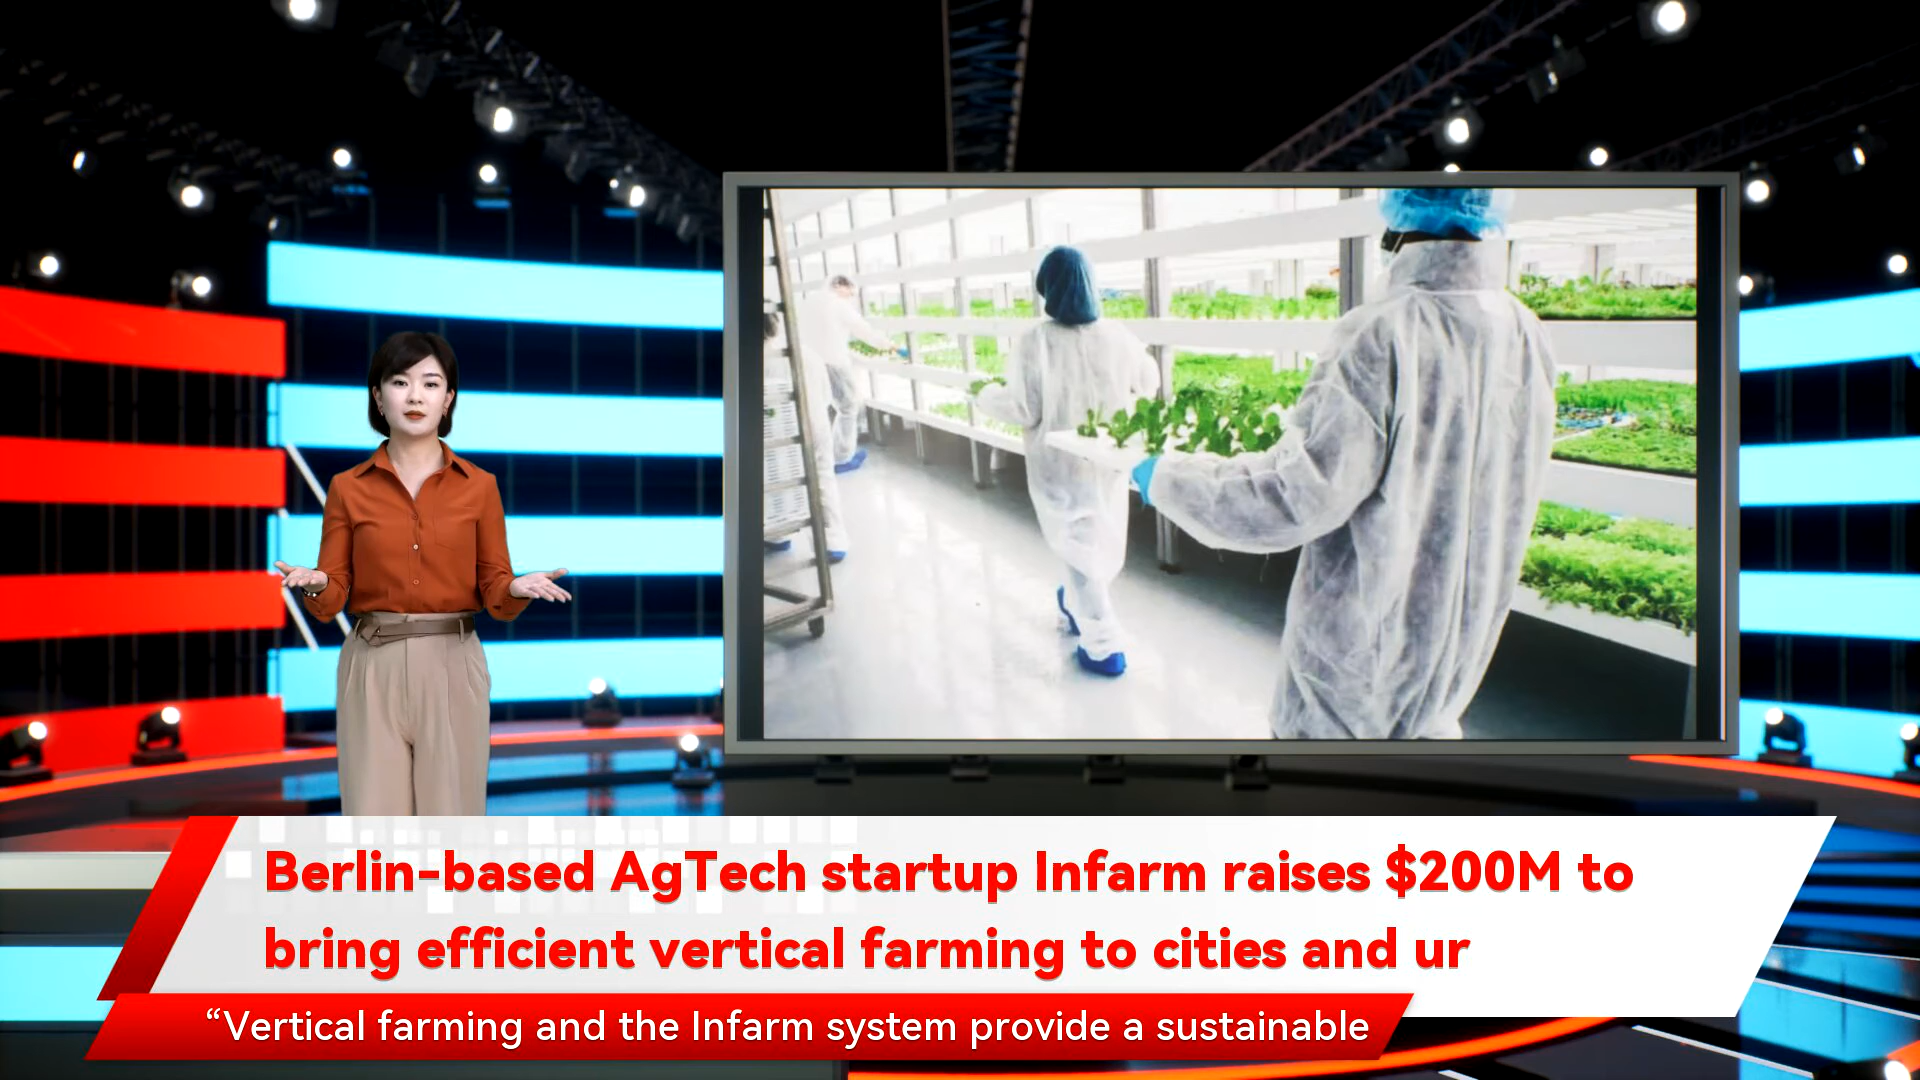 Berlin-based AgTech startup Infarm raises $200M to
bring efficient vertical farming to cities and ur
“Vertical farming and the Infarm system provide a sustainable